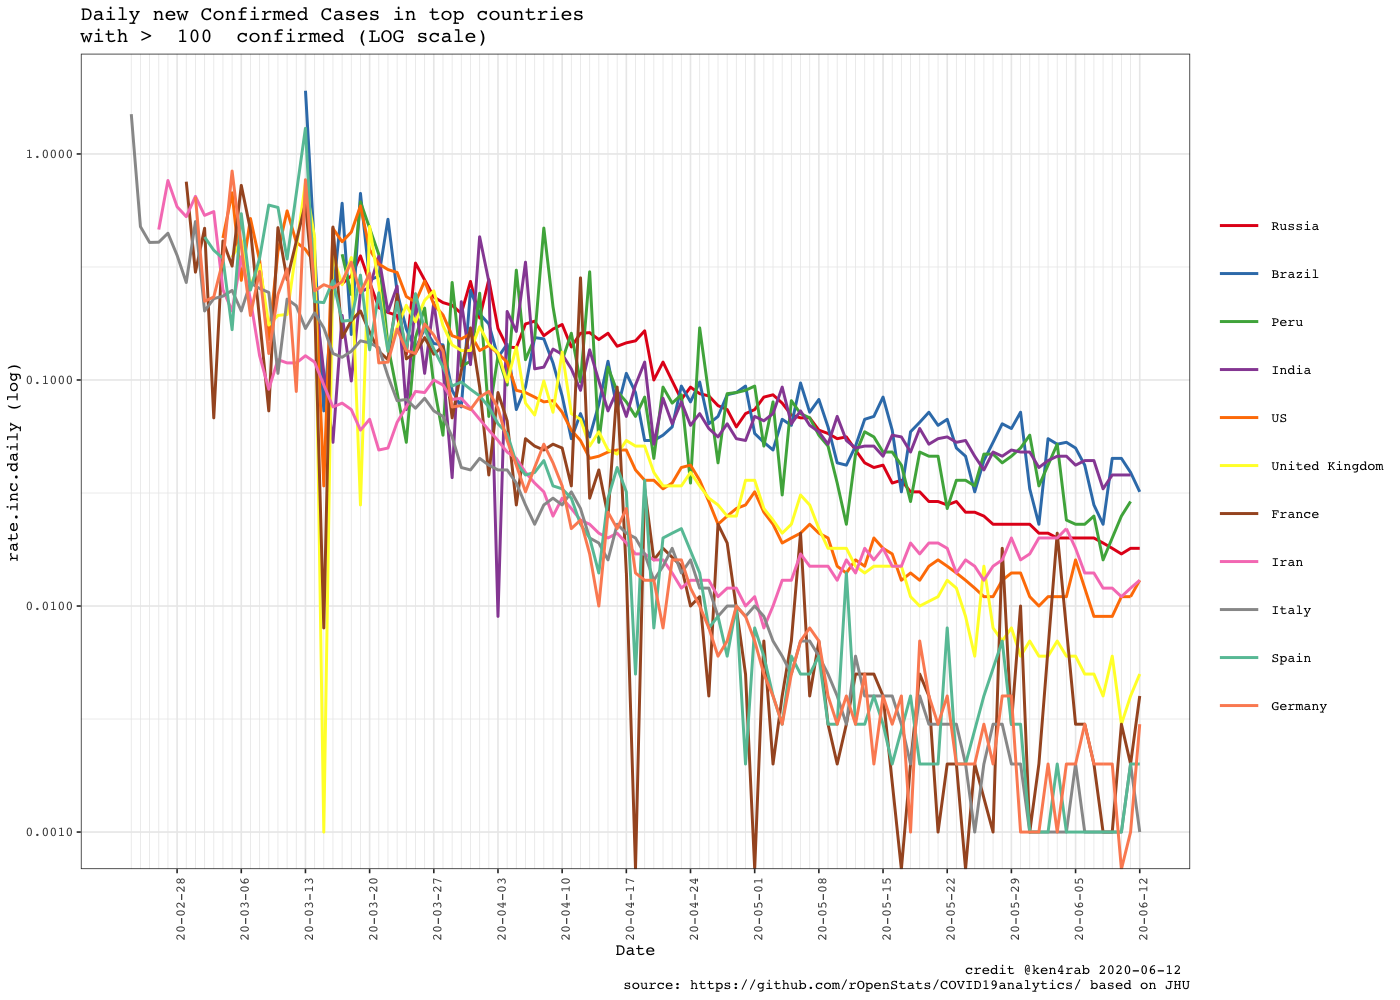 Daily new Confirmed Cases in top countries
with >  100  confirmed (LOG scale)
rate.inc.daily (log)
1.0000
0.1000
0.0100
0.0010
20-02-28
20-03-06
20-03-13
20-03-20
20-03-27
20-04-03
20-04-10
20-04-17
20-04-24
20-05-01
20-05-08
20-05-15
20-05-22
20-05-29
20-06-05
20-06-12
Date
Russia
Brazil
Peru
India
US
United Kingdom
France
Iran
Italy
Spain
Germany
credit @ken4rab 2020-06-12
source: https://github.com/rOpenStats/COVID19analytics/ based on JHU